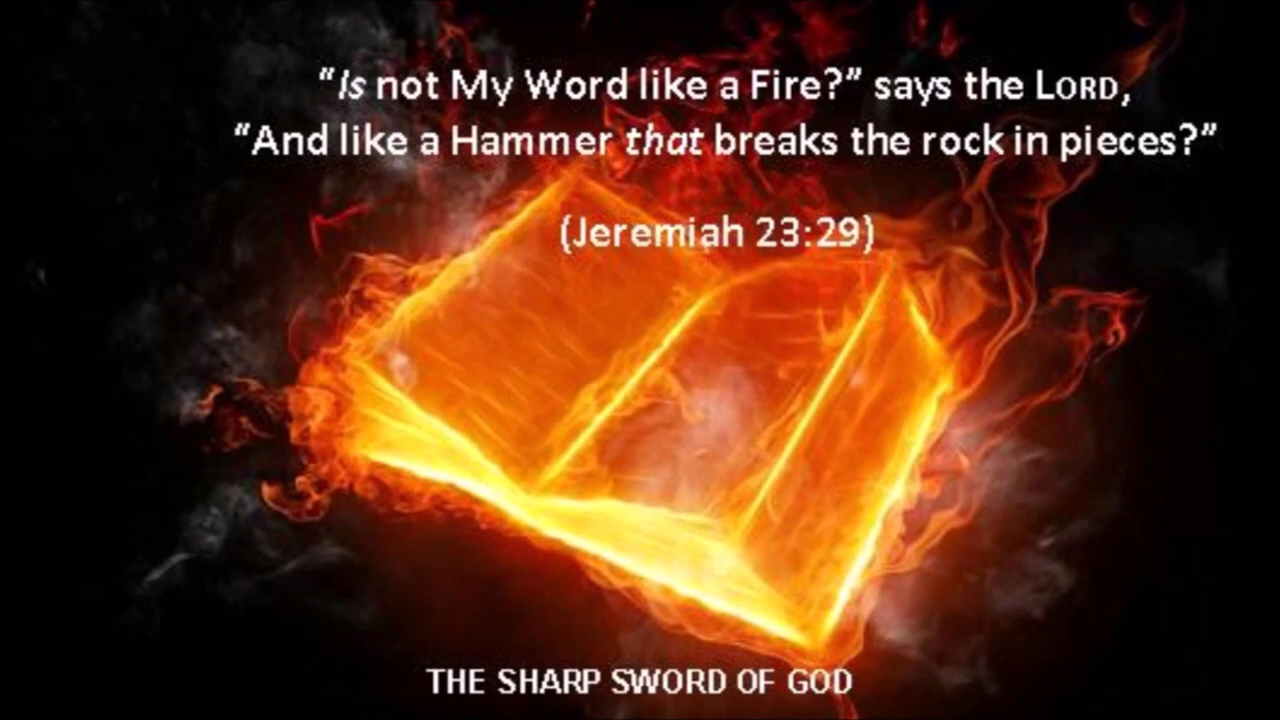 “Is not My Word like a Fire?” says the LORD,
“And like a Hammer that breaks the rock in pieces?”
(Jeremiah 23:29)
THE SHARP SWORD OF GOD